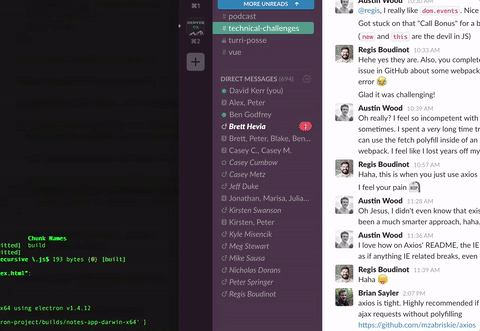 Chunk Names
itted] build
itted]
ecursive \.js$ 193 bytes {0} [built]
ex.html":
x64 using electron v1.4.12
ron-project/builds/notes-app-darwin-x64' ]
⌘1
DENVER
⌘2
+
MORE UNREADS ↑
# podcast
# technical-challenges
turri-posse
# vue
DIRECT MESSAGES (694)
David Kerr (you)
Alex, Peter
Ben Godfrey
Brett Hevia
Bretth, Peter, Blake, Ben...
Casey C., Casey M.
Casey Cumbow
Casey Metz
Jeff Duke
Jonathan, Marisa, Julia...
Kirsten Swanson
Kirsten, Peter
Kyle Misencik
Meg Stewart
Mike Sausa
Nicholas Dorans
Peter Springer
Regis Boudinot
Austin Wood 10:30 AM
@regis, I really like dom.events. Nice
Got stuck on that "Call Bonus" for a b
( new and this are the devil in JS)
Regis Boudinot 10:33 AM
Hehe yes they are. Also, you complete
issue in GitHub about some webpack
error
Glad it was challenging!
Austin Wood 10:39 AM
Oh really? I feel so incompetent with
sometimes. I spent a very long time tr
can use the fetch polyfill inside of an
webpack. I feel like I lost years off my
Regis Boudinot 10:57 AM
Haha, this is when you just use axios
I feel your pain
Austin Wood 11:28 AM
Oh Jesus, I didn't even know that exis
been a much smarter approach, haha.
Austin Wood 11:36 AM
I love how on Axios' README, the IE
as if anything IE related breaks, even
Regis Boudinot 11:39 AM
Haha
Brian Sayler 2:07 PM
axios is tight. Highly recommended if
ajax requests without polyfilling
https://github.com/mzabriskie/axios